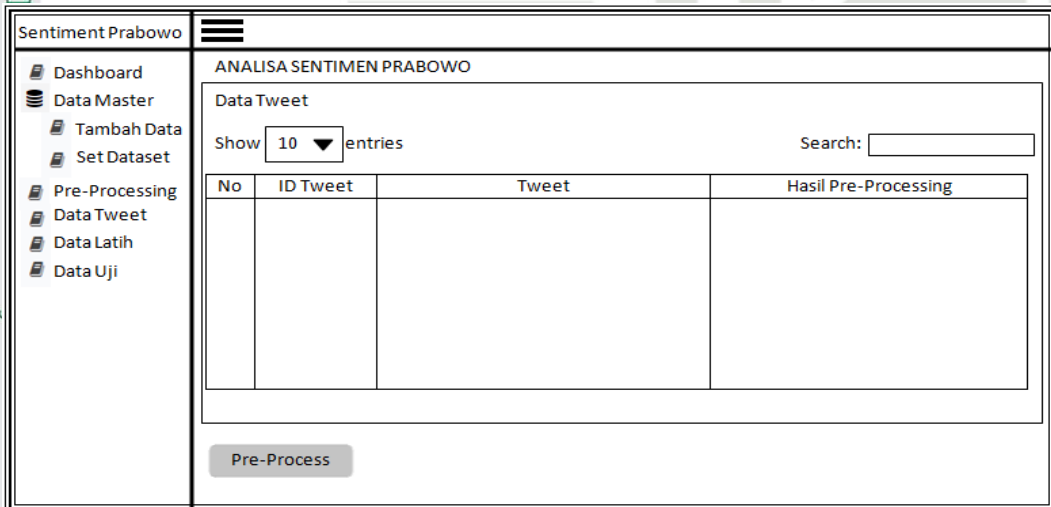 Sentiment Prabowo
Dashboard
Data Master
Tambah Data
Set Dataset
Pre-Processing
Data Tweet
Data Latih
Data Uji
ANALISA SENTIMEN PRABOWO
Data Tweet
Show 10 entries
Search:
No ID Tweet Tweet Hasil Pre-Processing
Pre-Process